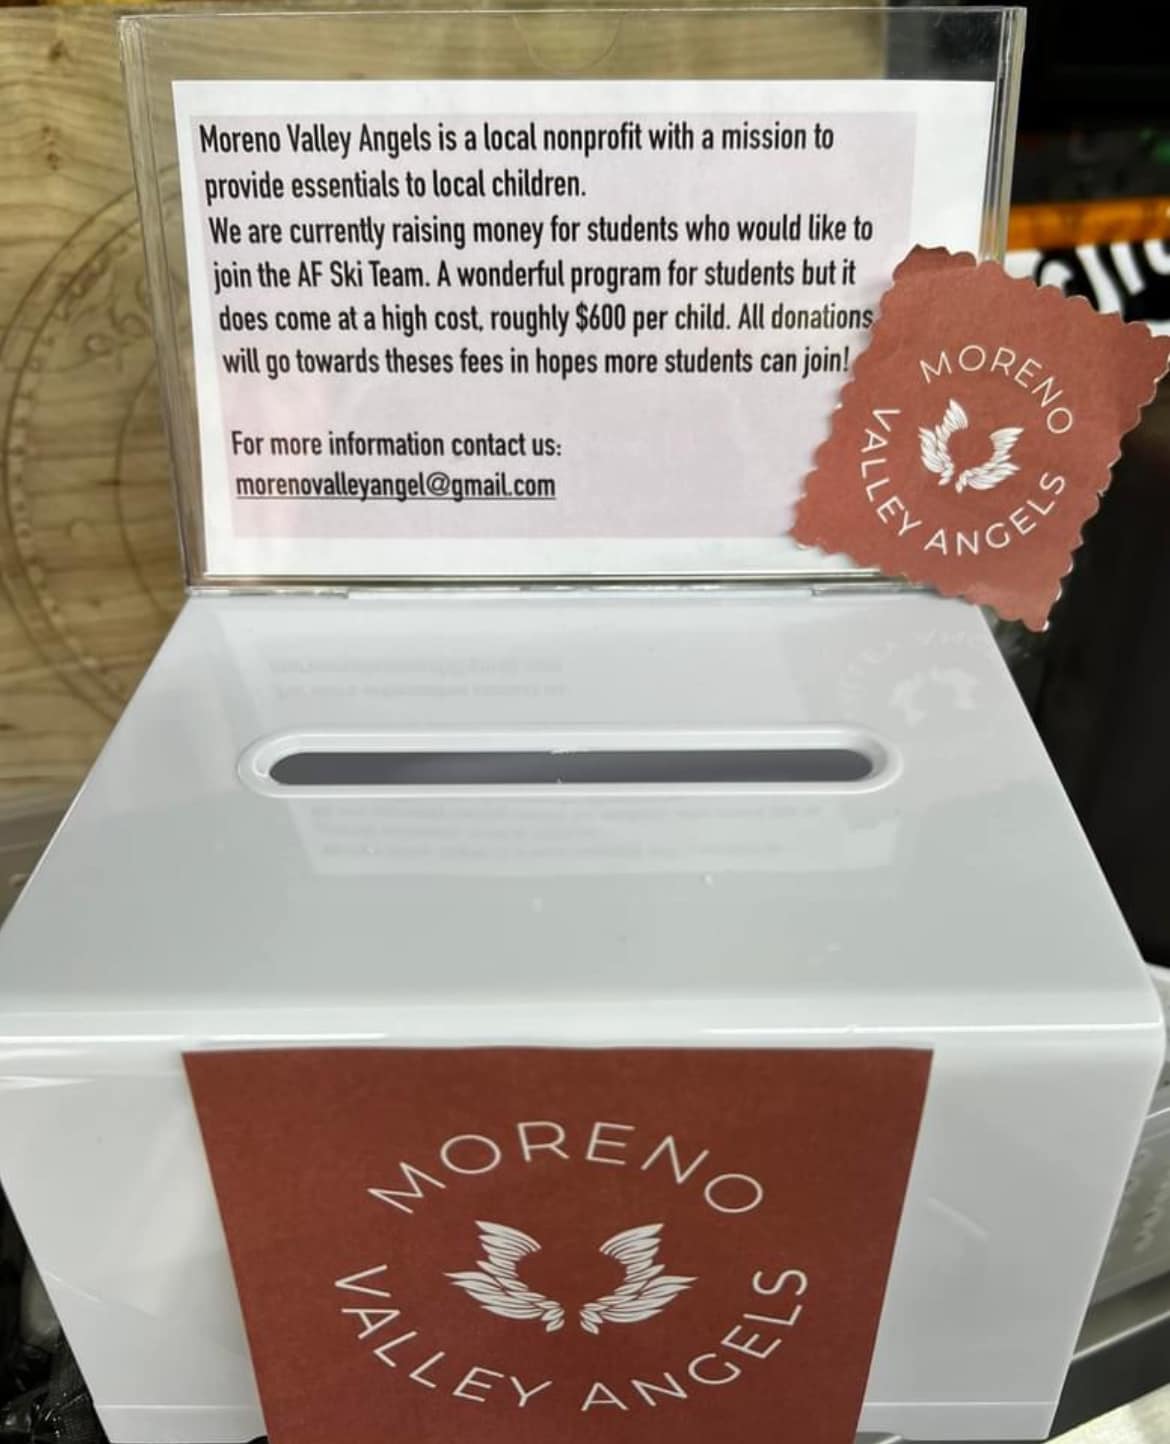 Moreno Valley Angels is a local nonprofit with a mission to
provide essentials to local children.
We are currently raising money for students who would like to
join the AF Ski Team. A wonderful program for students but it
does come at a high cost, roughly $600 per child. All donations
will go towards theses fees in hopes more students can join!
For more information contact us:
morenovalleyangel@gmail.com
MORENO
VALLEY ANGELS
MORENO
VALLEY ANGELS